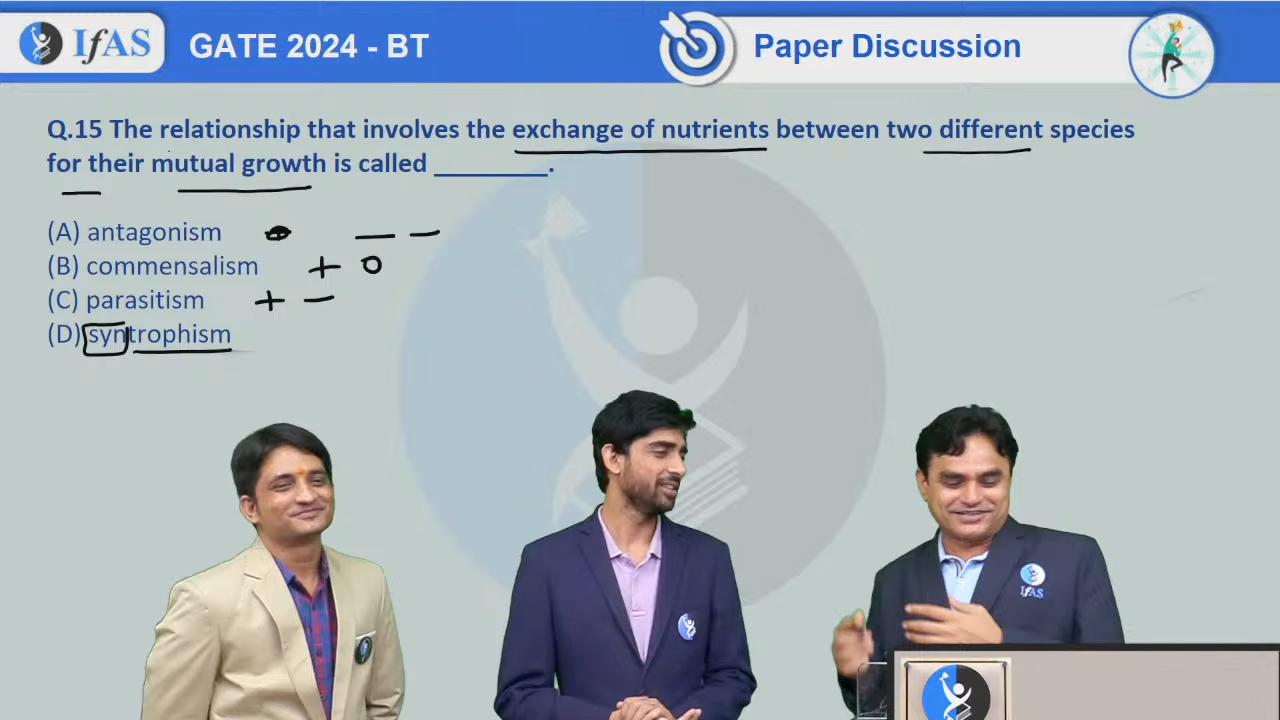 IfAS GATE 2024 - BT Paper Discussion
Q.15 The relationship that involves the exchange of nutrients between two different species
for their mutual growth is called ________.
(A) antagonism — —
(B) commensalism + o
(C) parasitism + —
(D) syntrophism
IfAS